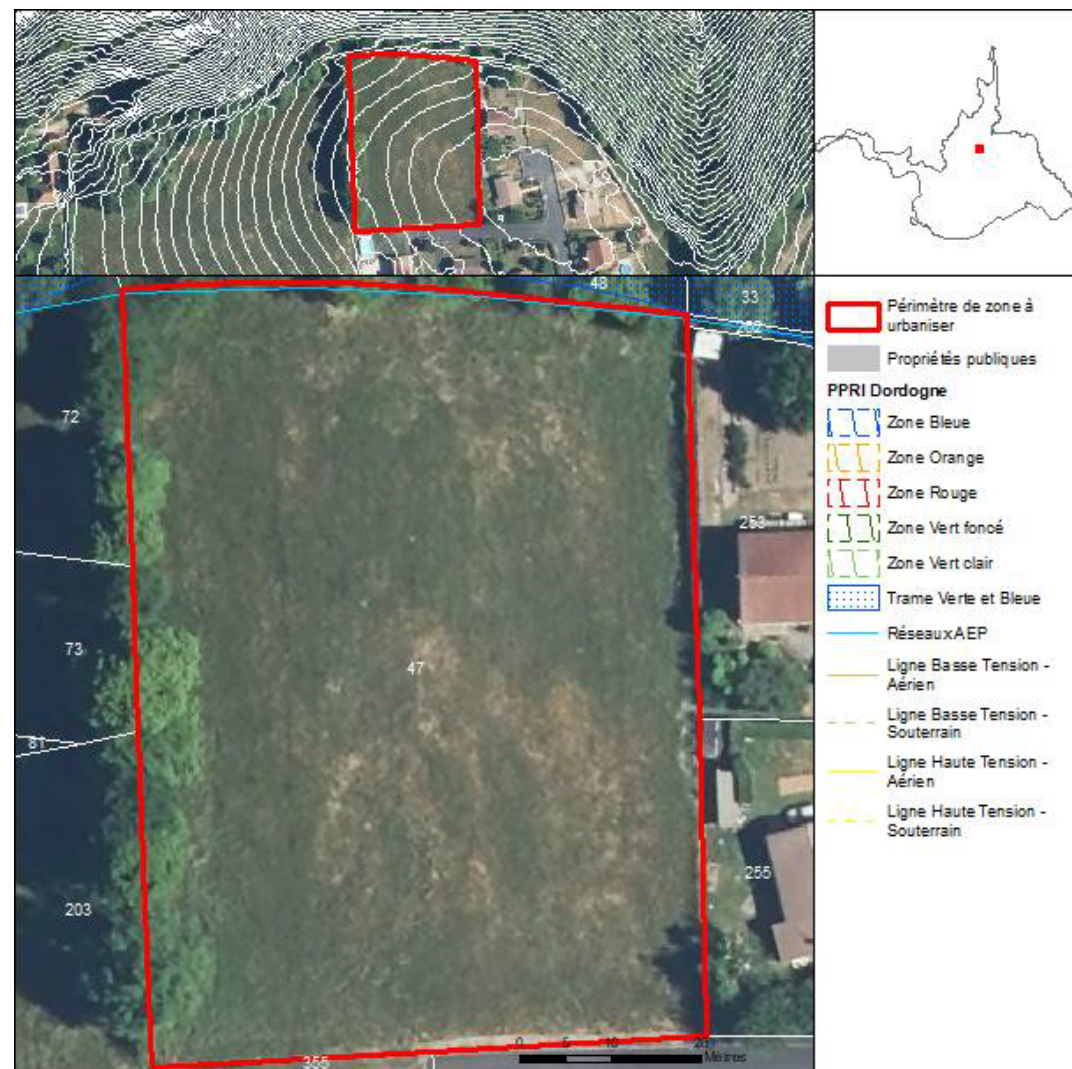 48
33
262
72
253
47
73
81
255
203
355
0 5 10 20
Mètres
Périmètre de zone à
urbaniser
Propriétés publiques
PPRI Dordogne
Zone Bleue
Zone Orange
Zone Rouge
Zone Vert foncé
Zone Vert clair
Trame Verte et Bleue
Réseaux AEP
Ligne Basse Tension -
Aérien
Ligne Basse Tension -
Souterrain
Ligne Haute Tension -
Aérien
Ligne Haute Tension -
Souterrain